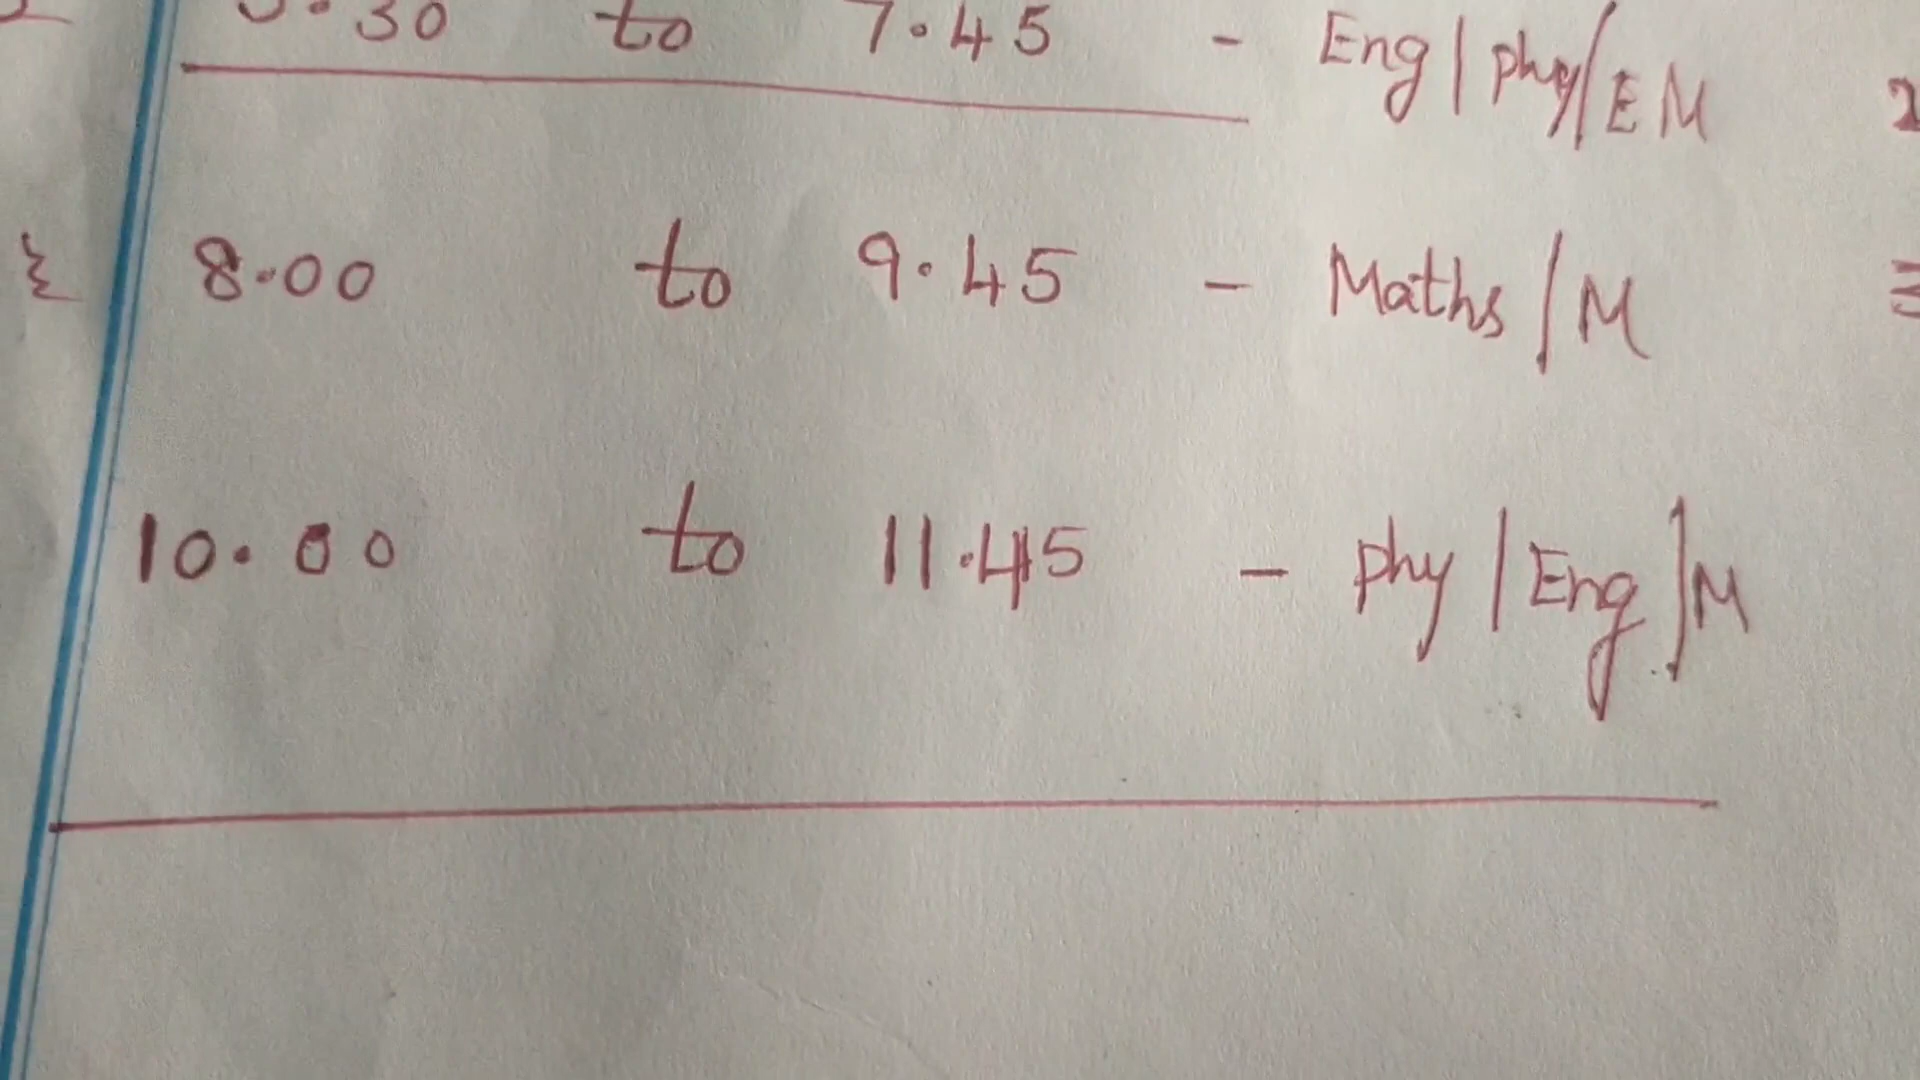 30 to 7.45 - Eng | Phy/EM
8.00 to 9.45 - Maths / M
10.00 to 11.45 - Phy | Eng | M